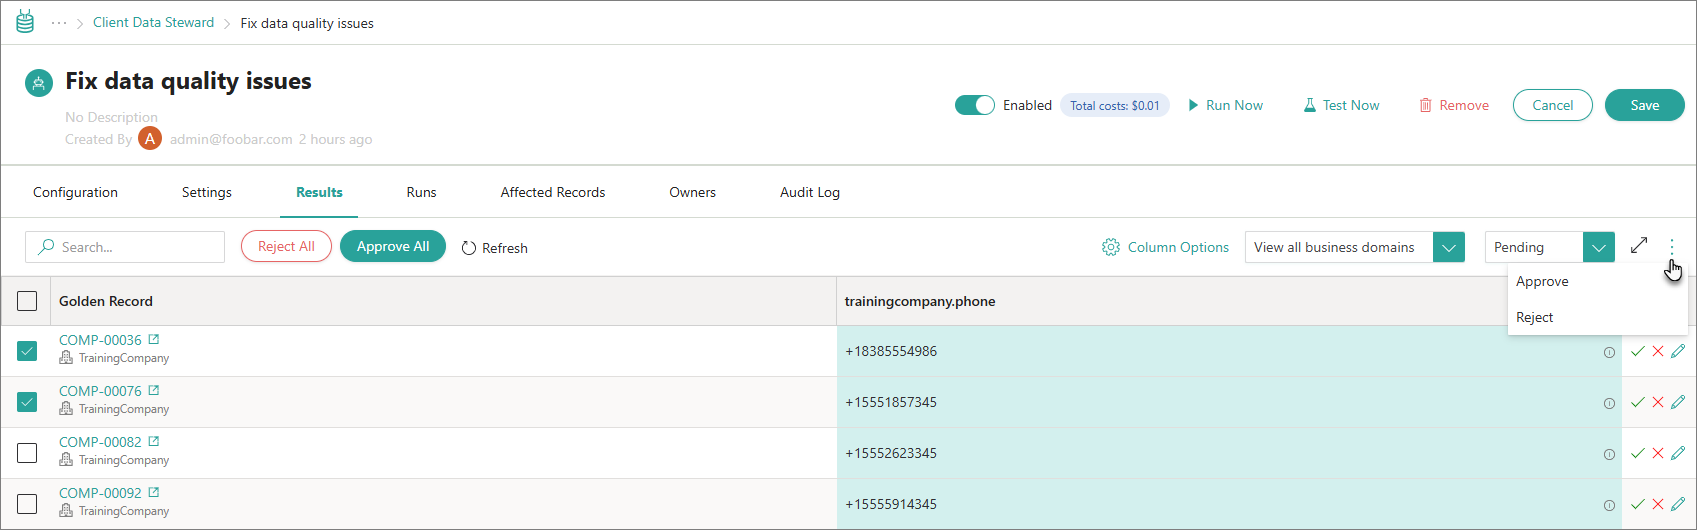 ··· > Client Data Steward > Fix data quality issues
Fix data quality issues
No Description
Created By A admin@foobar.com 2 hours ago
Enabled Total costs: $0.01 Run Now Test Now Remove Cancel Save
Configuration Settings Results Runs Affected Records Owners Audit Log
Search... Reject All Approve All Refresh Column Options View all business domains Pending
Approve
Reject
Golden Record trainingcompany.phone
COMP-00036 +18385554986
TrainingCompany
COMP-00076 +15551857345
TrainingCompany
COMP-00082 +15552623345
TrainingCompany
COMP-00092 +15555914345
TrainingCompany